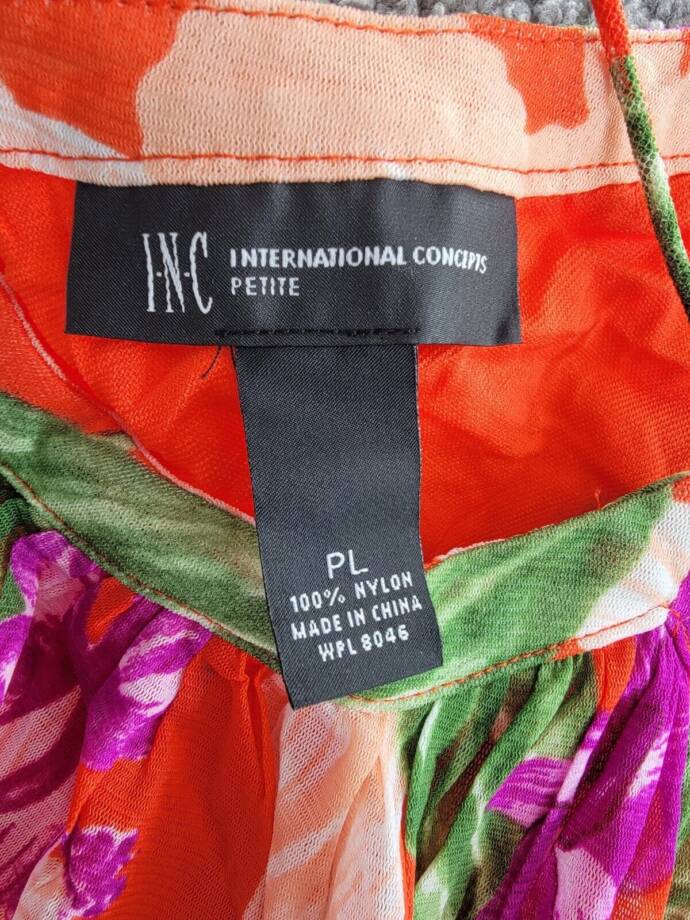 I·N·C INTERNATIONAL CONCEPTS
PETITE
PL
100% NYLON
MADE IN CHINA
WPL 8046